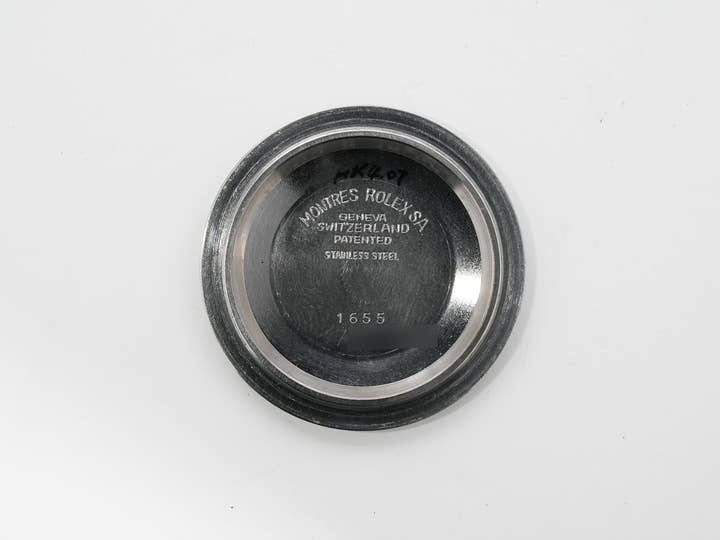 MONTRES ROLEX SA
GENEVA
SWITZERLAND
PATENTED
STAINLESS STEEL
1655